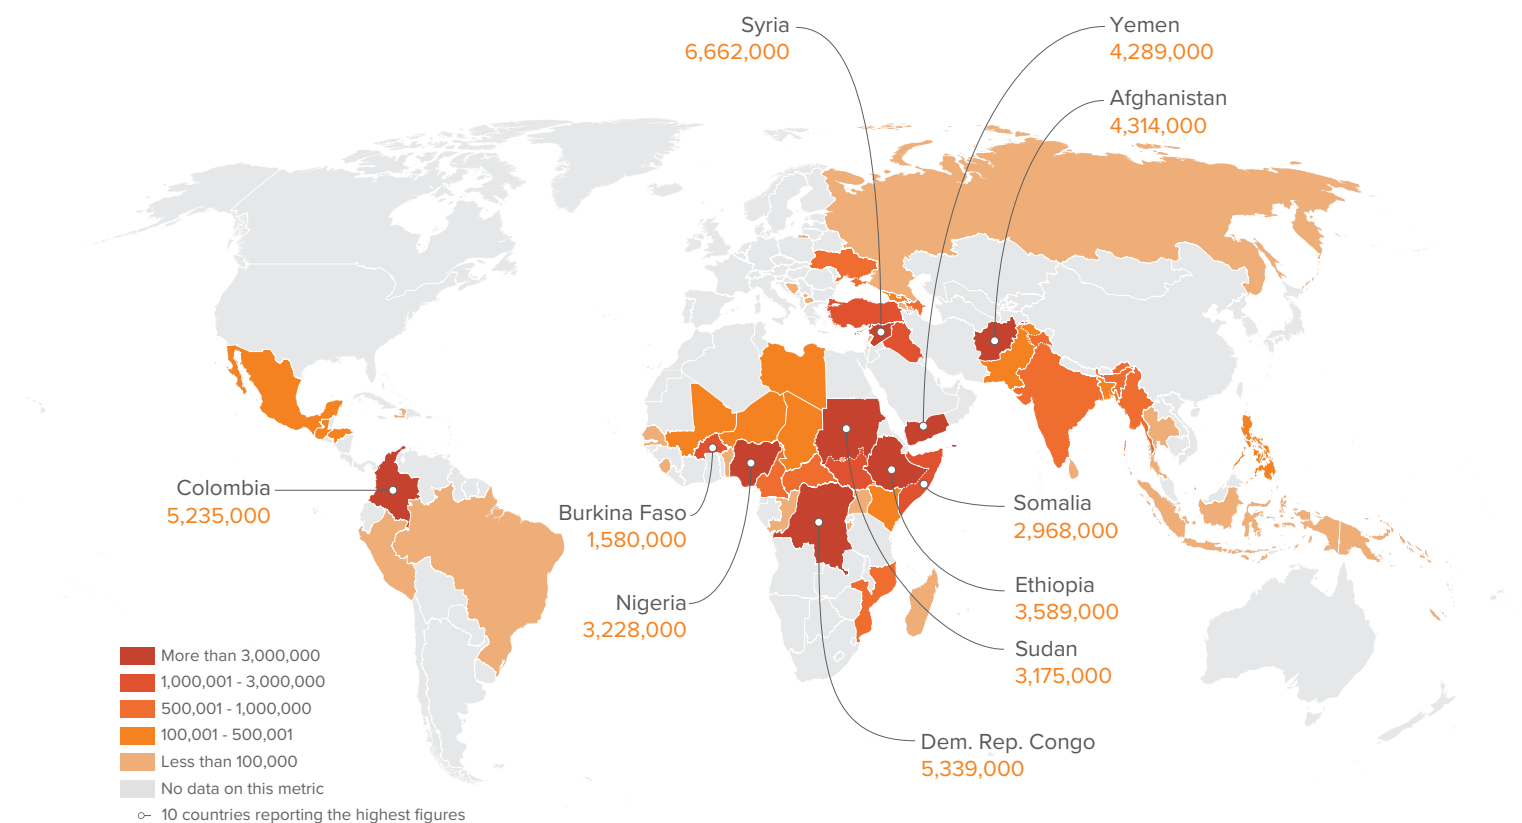 Syria
6,662,000
Yemen
4,289,000
Afghanistan
4,314,000
Colombia
5,235,000
Burkina Faso
1,580,000
Nigeria
3,228,000
Somalia
2,968,000
Ethiopia
3,589,000
Sudan
3,175,000
Dem. Rep. Congo
5,339,000
More than 3,000,000
1,000,001 - 3,000,000
500,001 - 1,000,000
100,001 - 500,001
Less than 100,000
No data on this metric
10 countries reporting the highest figures